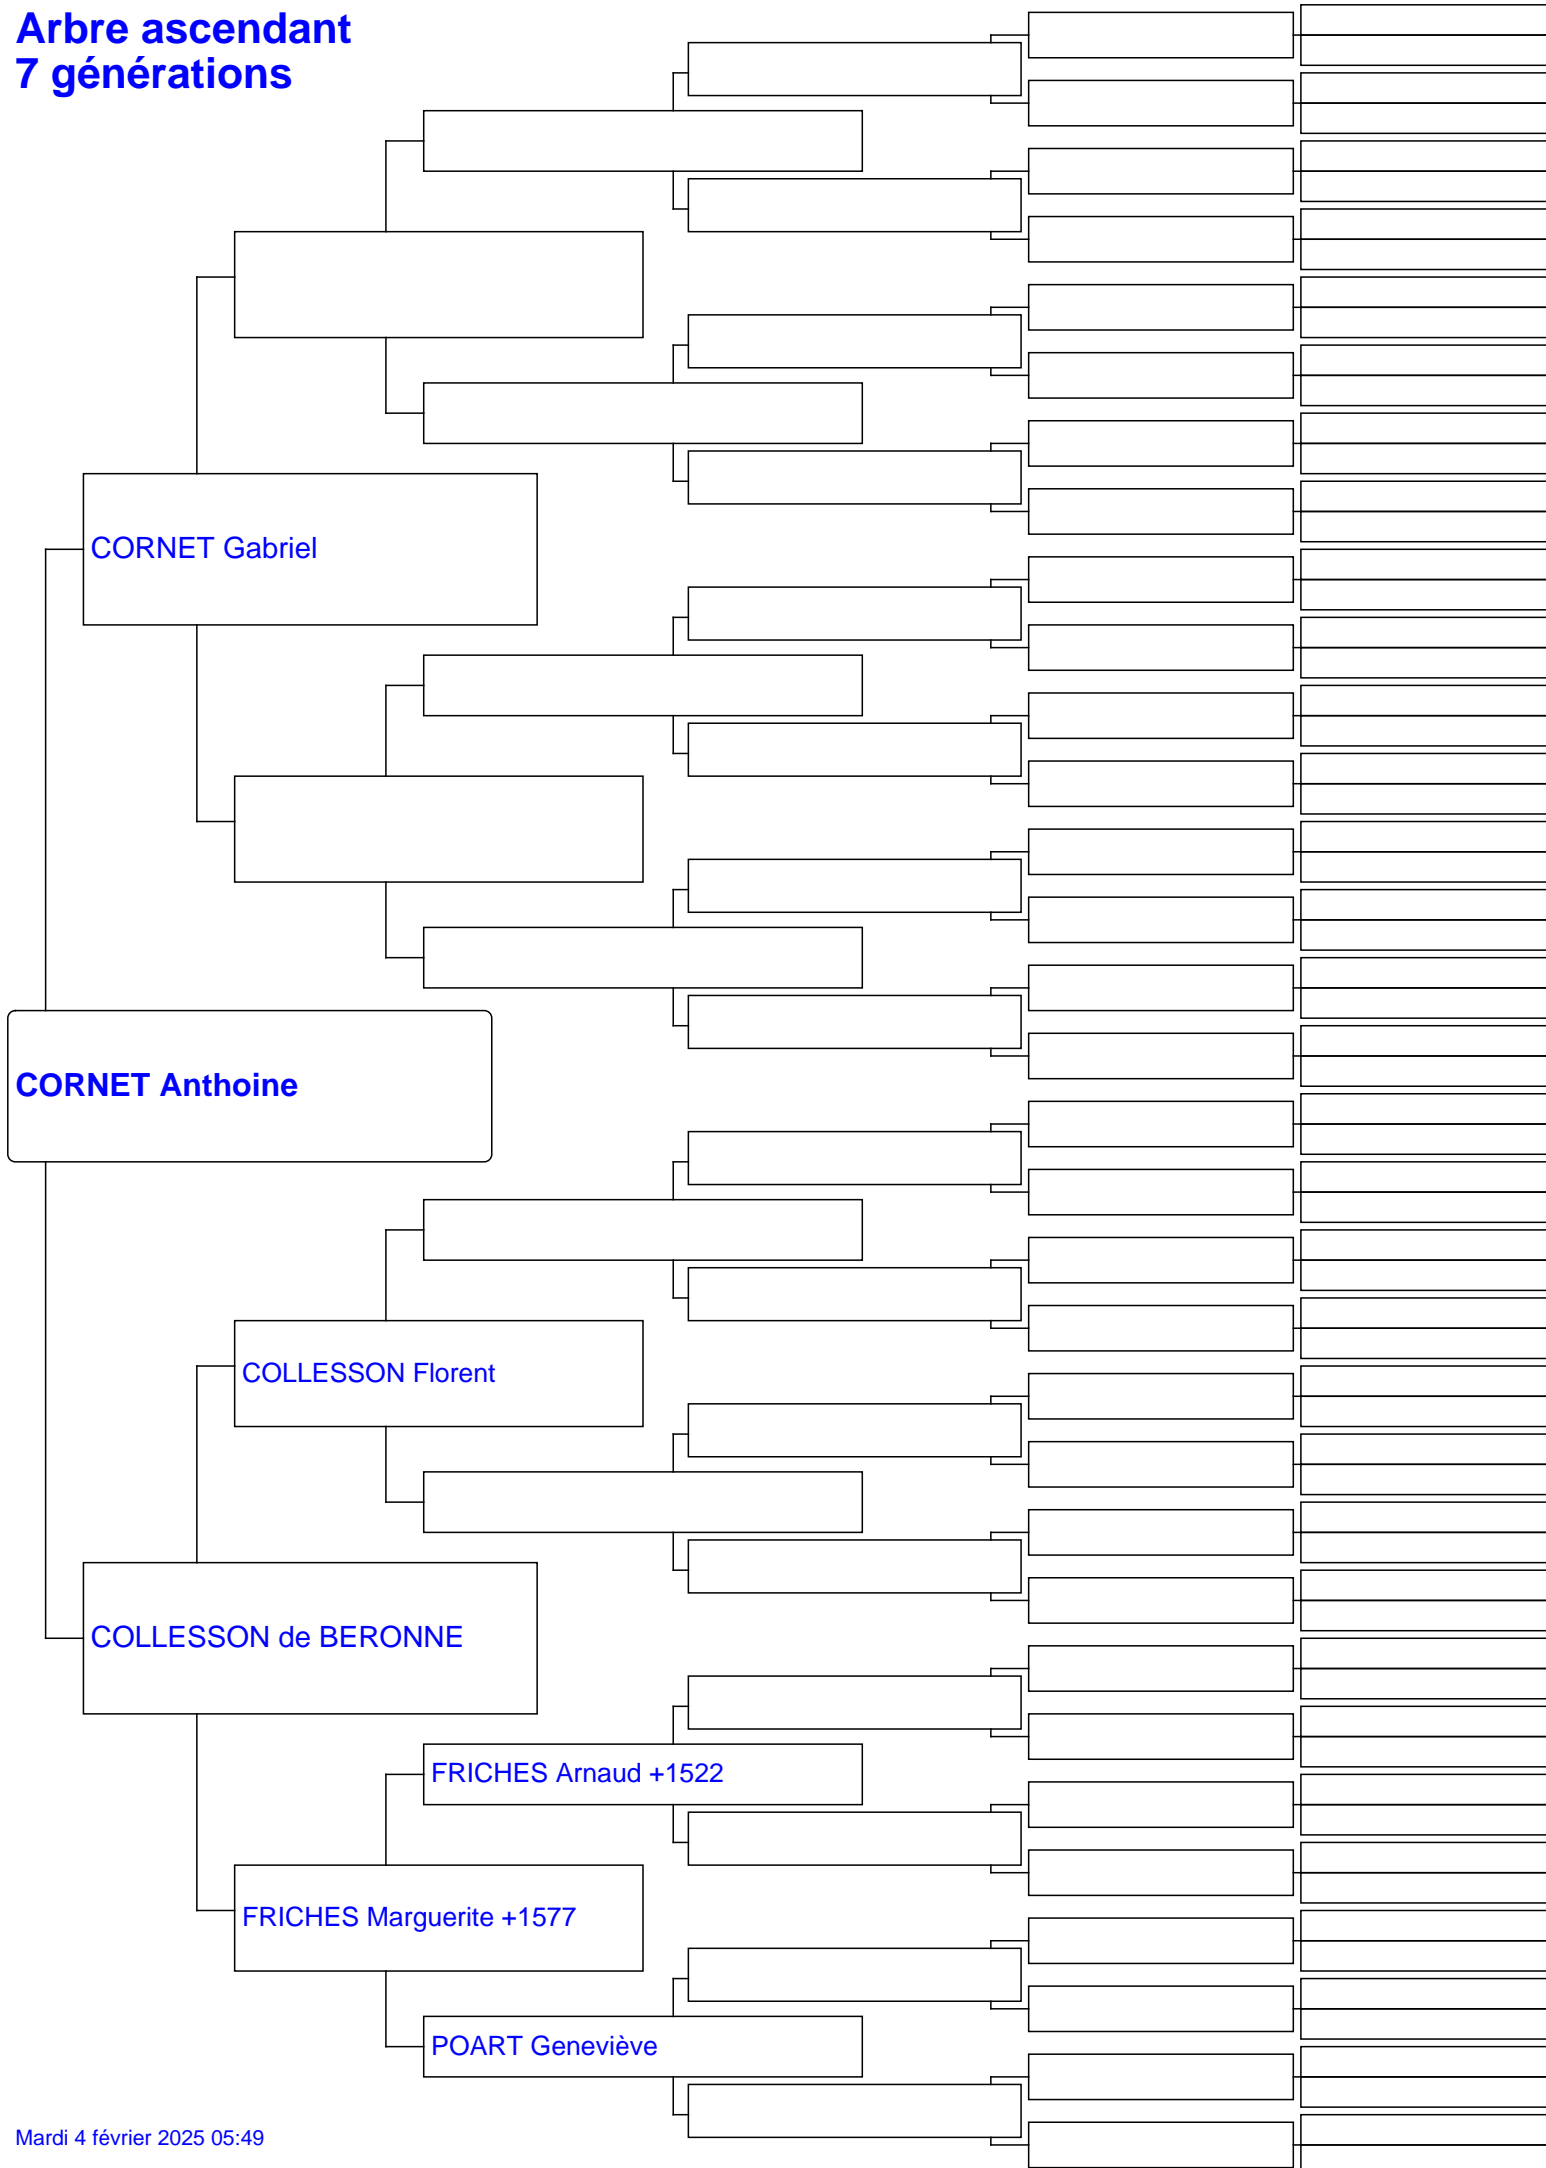 Arbre ascendant
7 générations
CORNET Gabriel
CORNET Anthoine
COLLESSON Florent
COLLESSON de BERONNE
FRICHES Arnaud +1522
FRICHES Marguerite +1577
POART Geneviève
Mardi 4 février 2025 05:49